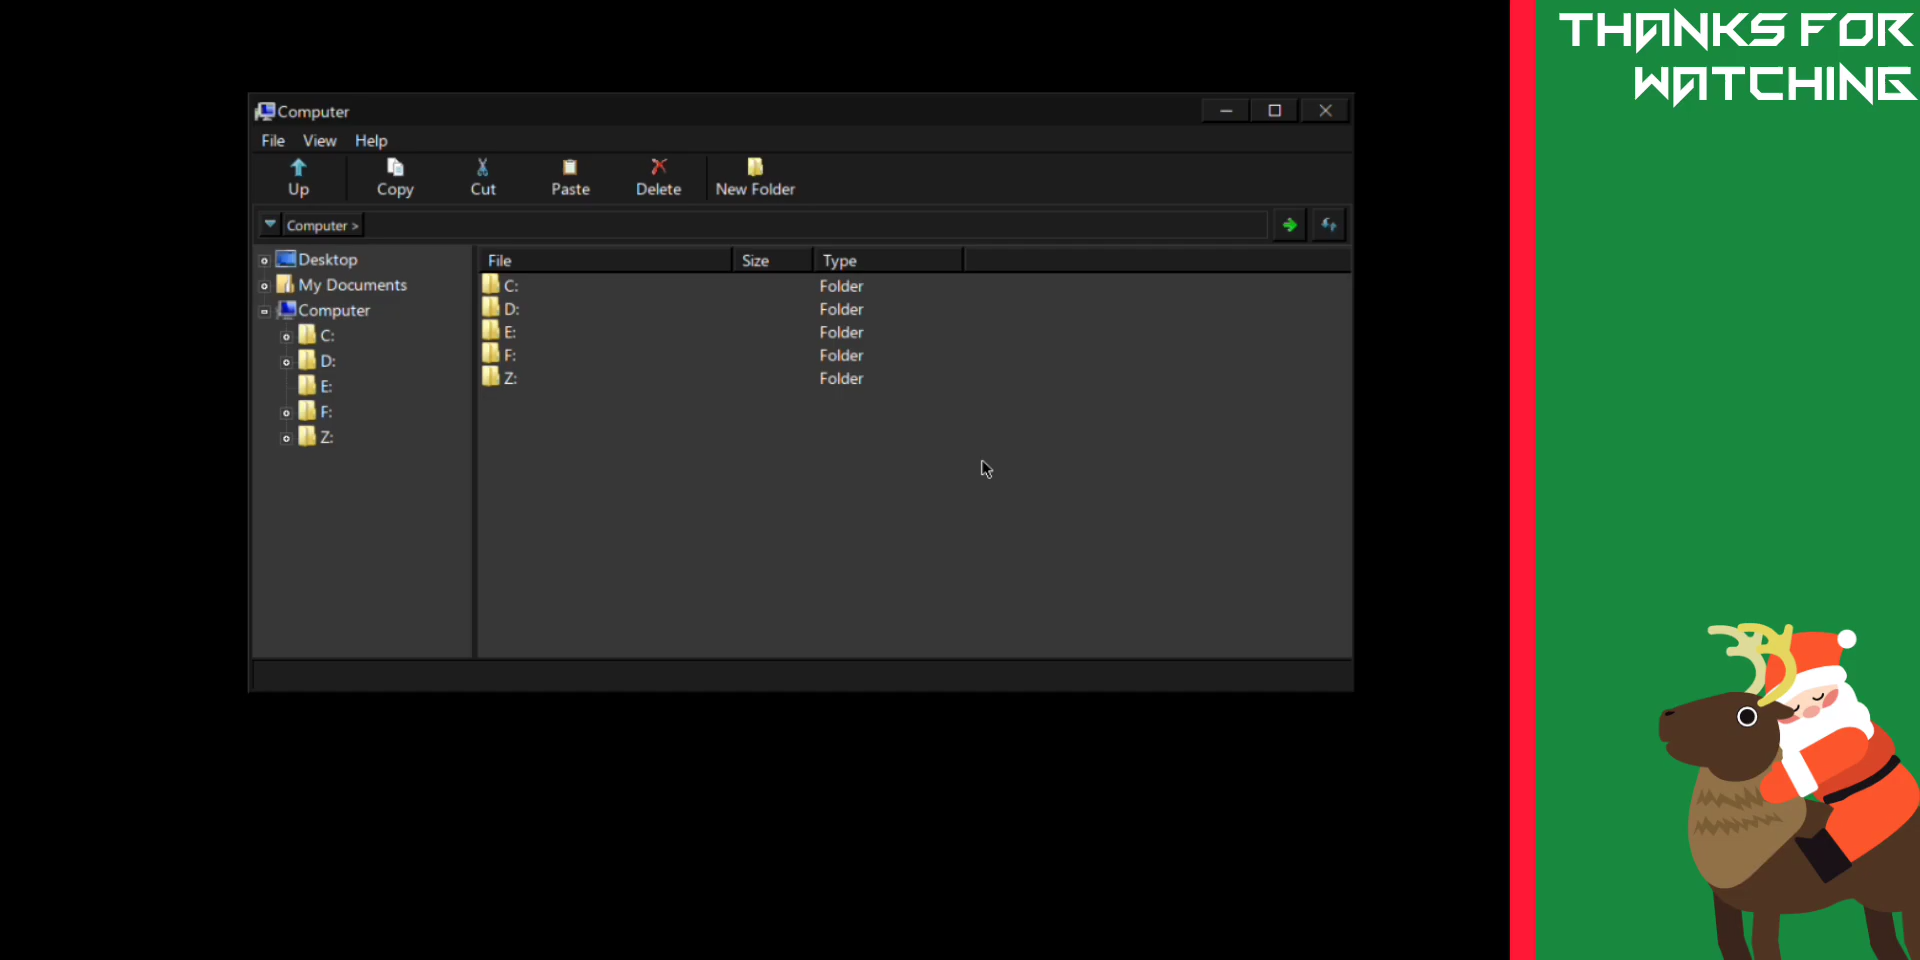 THANKS FOR
WATCHING
Computer
File View Help
Up Copy Cut Paste Delete New Folder
Computer >
Desktop
My Documents
Computer
C:
D:
E:
F:
Z:
File Size Type
C: Folder
D: Folder
E: Folder
F: Folder
Z: Folder